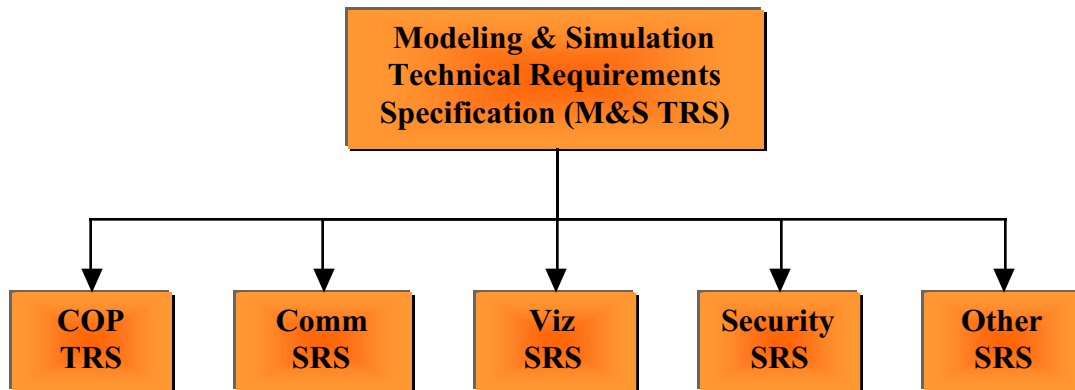 Modeling & Simulation
Technical Requirements
Specification (M&S TRS)
COP
TRS
Comm
SRS
Viz
SRS
Security
SRS
Other
SRS